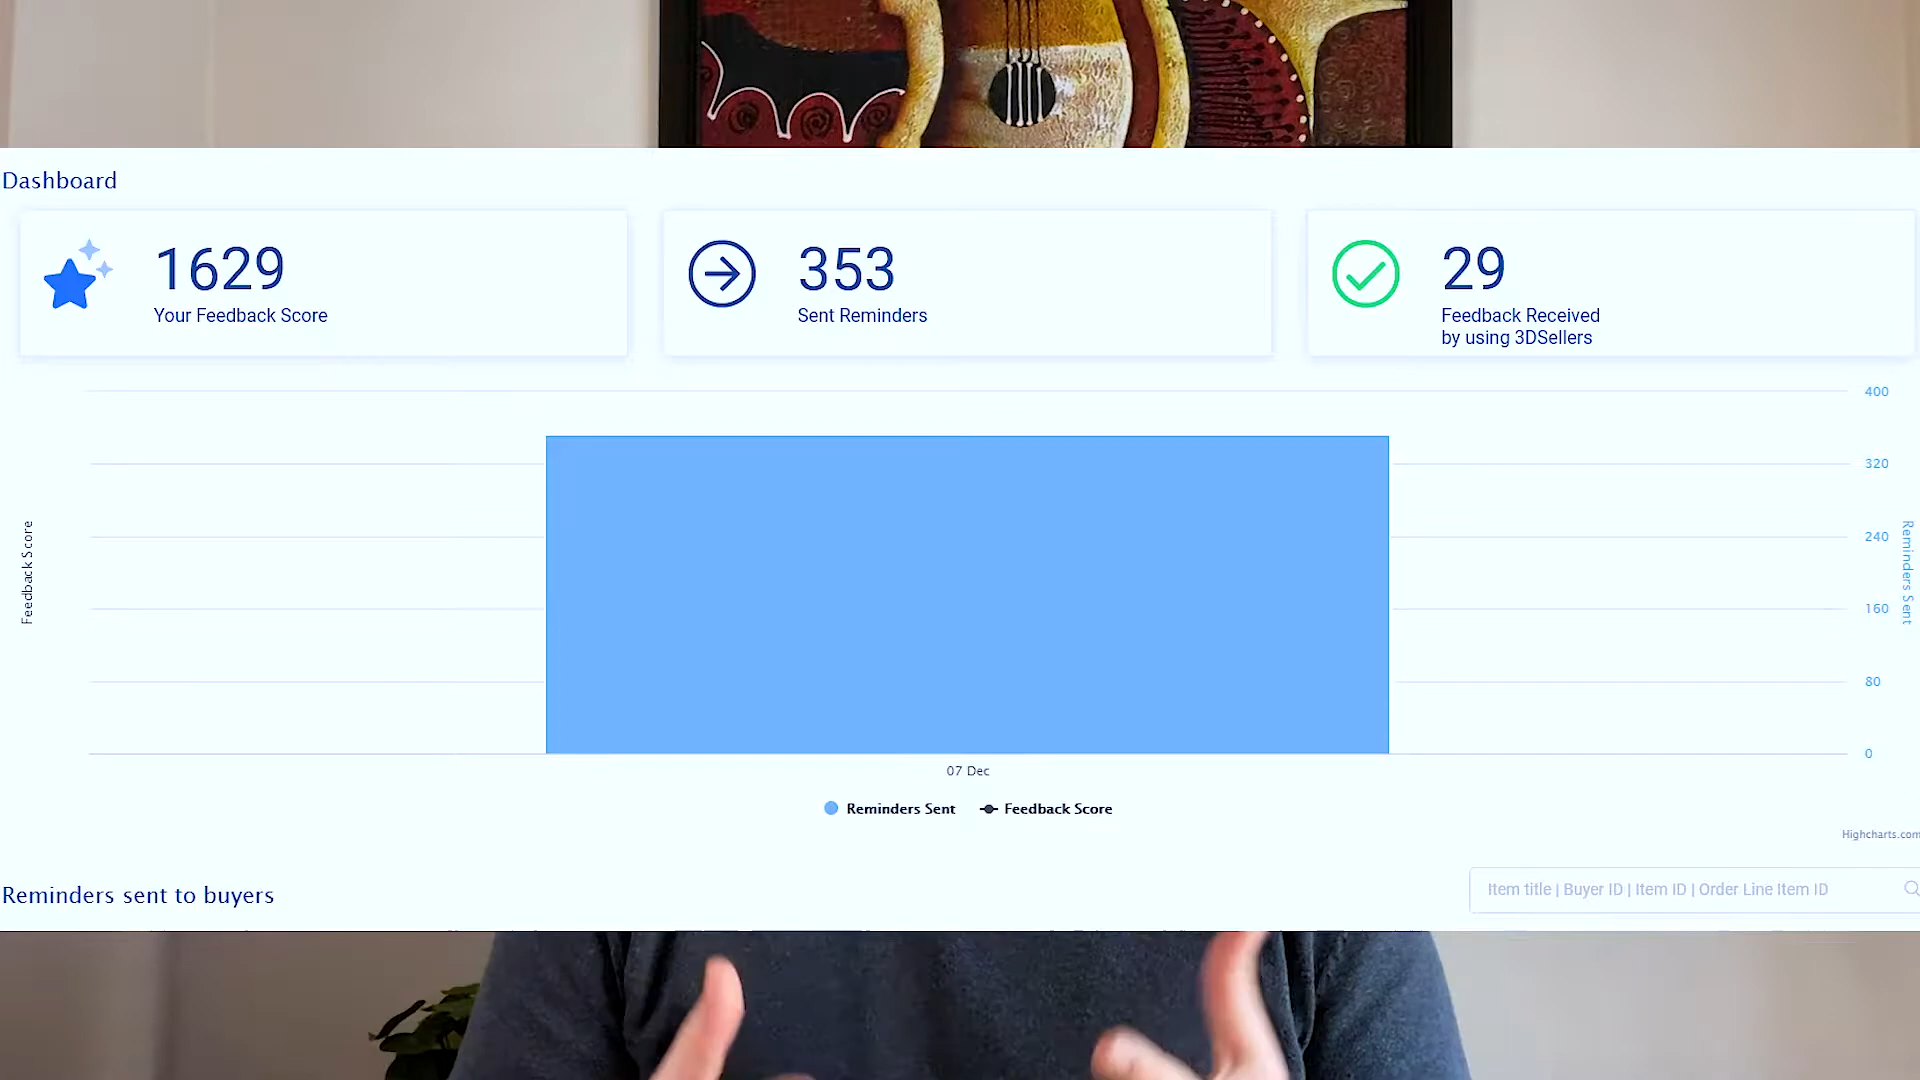 Dashboard
1629
Your Feedback Score
353
Sent Reminders
29
Feedback Received
by using 3DSellers
400
320
240
160
80
0
Feedback Score
Reminders Sent
07 Dec
Reminders Sent
Feedback Score
Highcharts.com
Reminders sent to buyers
Item title | Buyer ID | Item ID | Order Line Item ID